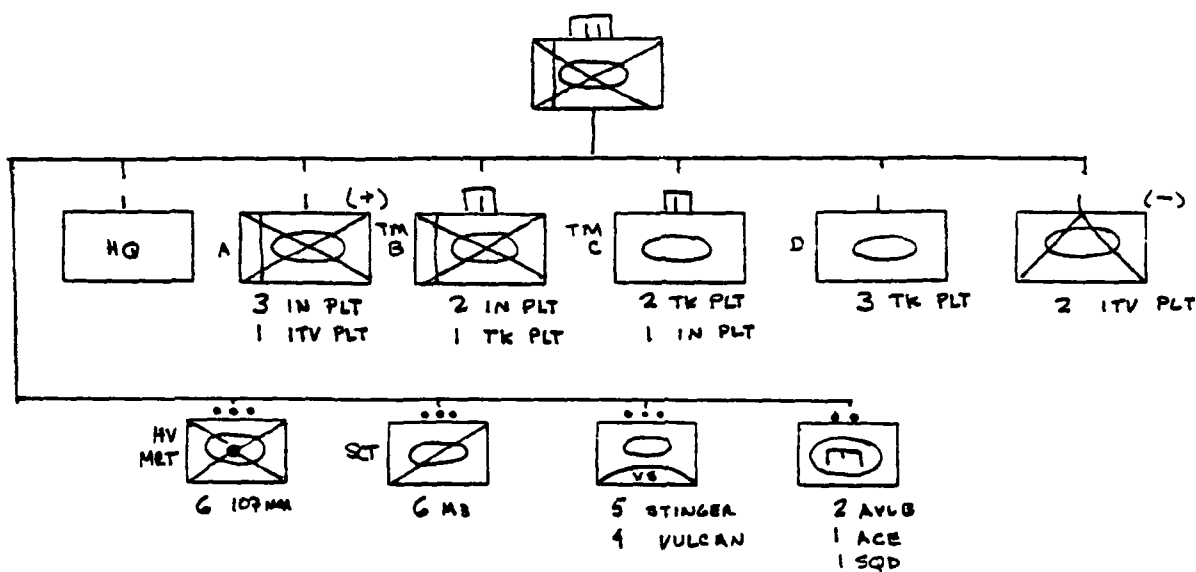 HQ
A
(+)
3 IN PLT
1 ITV PLT
TM
B
2 IN PLT
1 TK PLT
TM
C
2 TK PLT
1 IN PLT
D
3 TK PLT
(-)
2 ITV PLT
HV
MRT
6 107MM
SCT
6 M3
VS
5 STINGER
4 VULCAN
2 AVLB
1 ACE
1 SQD